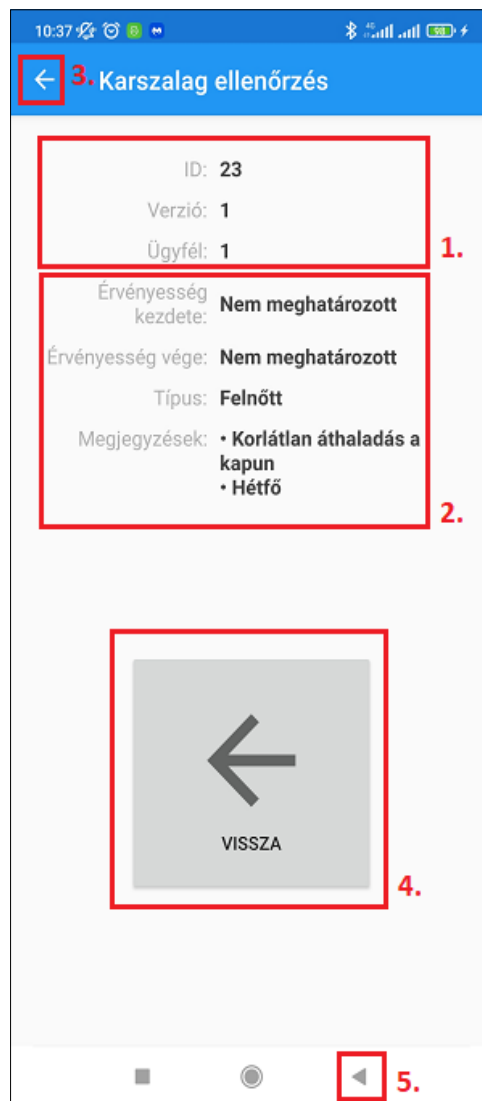 10:37
98
3. Karszalag ellenőrzés
ID: 23
Verzió: 1
Ügyfél: 1
1.
Érvényesség
kezdete: Nem meghatározott
Érvényesség vége: Nem meghatározott
Típus: Felnőtt
Megjegyzések: • Korlátlan áthaladás a
kapun
• Hétfő
2.
VISSZA
4.
5.